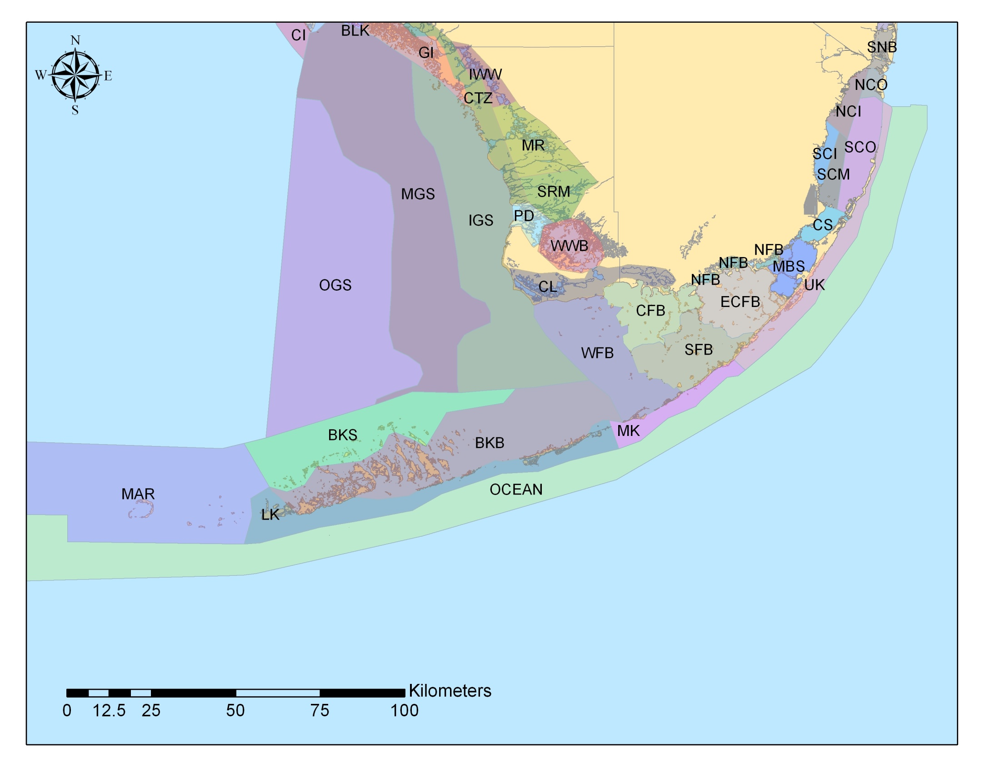 BLK
CI
N
SNB
GI
W
E
IWW
NCO
CTZ
S
NCI
MR
SCO
SCI
SCM
SRM
MGS
PD
IGS
CS
WWB
NFB
NFB
MBS
NFB
OGS
CL
UK
ECFB
CFB
SFB
WFB
MK
BKS
BKB
OCEAN
MAR
LK
Kilometers
0 12.5 25 50 75 100